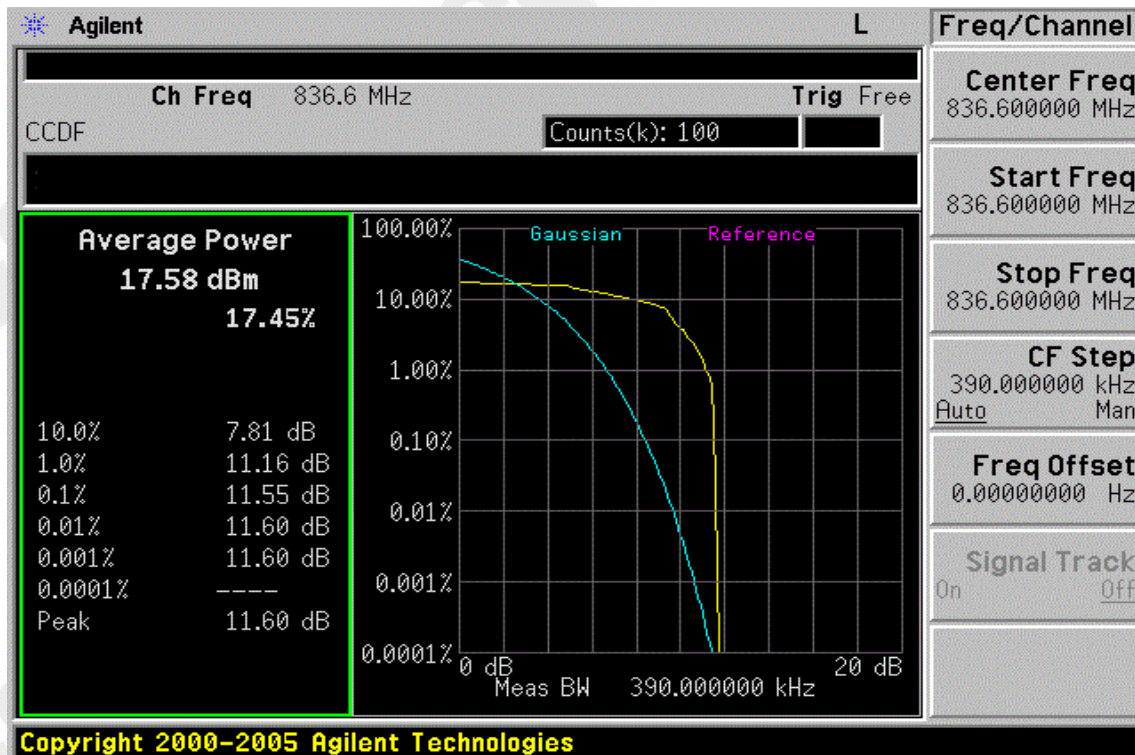 Agilent L Freq/Channel
Ch Freq 836.6 MHz Trig Free
CCDF Counts(k): 100
Average Power
17.58 dBm
17.45%
10.0% 7.81 dB
1.0% 11.16 dB
0.1% 11.55 dB
0.01% 11.60 dB
0.001% 11.60 dB
0.0001% ----
Peak 11.60 dB
Gaussian Reference
100.00%
10.00%
1.00%
0.10%
0.01%
0.001%
0.0001%
0 dB 20 dB
Meas BW 390.000000 kHz
Center Freq
836.600000 MHz
Start Freq
836.600000 MHz
Stop Freq
836.600000 MHz
CF Step
390.000000 kHz
Auto Man
Freq Offset
0.00000000 Hz
Signal Track
On Off
Copyright 2000-2005 Agilent Technologies